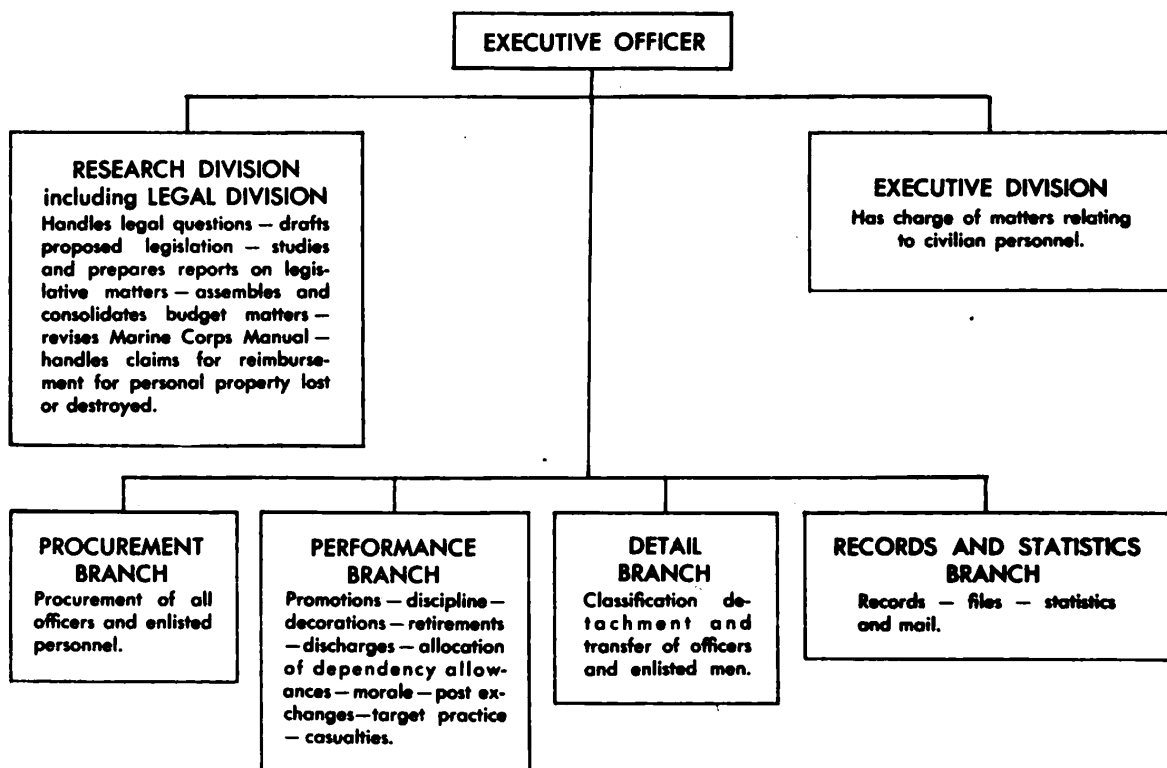 EXECUTIVE OFFICER
RESEARCH DIVISION
including LEGAL DIVISION
Handles legal questions — drafts
proposed legislation — studies
and prepares reports on legis-
lative matters — assembles and
consolidates budget matters —
revises Marine Corps Manual —
handles claims for reimburse-
ment for personal property lost
or destroyed.
EXECUTIVE DIVISION
Has charge of matters relating
to civilian personnel.
PROCUREMENT
BRANCH
Procurement of all
officers and enlisted
personnel.
PERFORMANCE
BRANCH
Promotions — discipline —
decorations — retirements
— discharges — allocation
of dependency allow-
ances — morale — post ex-
changes — target practice
— casualties.
DETAIL
BRANCH
Classification de-
tachment and
transfer of officers
and enlisted men.
RECORDS AND STATISTICS
BRANCH
Records — files — statistics
and mail.